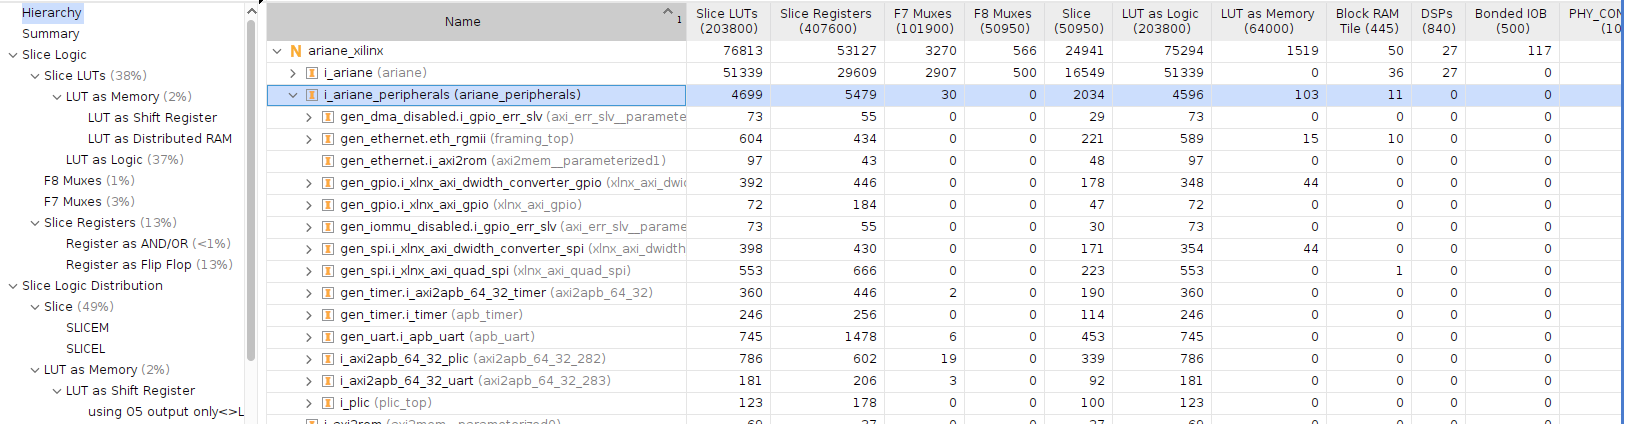 Hierarchy
Summary
Slice Logic
Slice LUTs (38%)
LUT as Memory (2%)
LUT as Shift Register
LUT as Distributed RAM
LUT as Logic (37%)
F8 Muxes (1%)
F7 Muxes (3%)
Slice Registers (13%)
Register as AND/OR (<1%)
Register as Flip Flop (13%)
Slice Logic Distribution
Slice (49%)
SLICEM
SLICEL
LUT as Memory (2%)
LUT as Shift Register
using O5 output only<>L
Name 1 Slice LUTs (203800) Slice Registers (407600) F7 Muxes (101900) F8 Muxes (50950) Slice (50950) LUT as Logic (203800) LUT as Memory (64000) Block RAM Tile (445) DSPs (840) Bonded IOB (500) PHY_CON (10
N ariane_xilinx 76813 53127 3270 566 24941 75294 1519 50 27 117
I i_ariane (ariane) 51339 29609 2907 500 16549 51339 0 36 27 0
I i_ariane_peripherals (ariane_peripherals) 4699 5479 30 0 2034 4596 103 11 0 0
I gen_dma_disabled.i_gpio_err_slv (axi_err_slv__paramete 73 55 0 0 29 73 0 0 0 0
I gen_ethernet.eth_rgmii (framing_top) 604 434 0 0 221 589 15 10 0 0
I gen_ethernet.i_axi2rom (axi2mem__parameterized1) 97 43 0 0 48 97 0 0 0 0
I gen_gpio.i_xlnx_axi_dwidth_converter_gpio (xlnx_axi_dwid 392 446 0 0 178 348 44 0 0 0
I gen_gpio.i_xlnx_axi_gpio (xlnx_axi_gpio) 72 184 0 0 47 72 0 0 0 0
I gen_iommu_disabled.i_gpio_err_slv (axi_err_slv__parame 73 55 0 0 30 73 0 0 0 0
I gen_spi.i_xlnx_axi_dwidth_converter_spi (xlnx_axi_dwidth 398 430 0 0 171 354 44 0 0 0
I gen_spi.i_xlnx_axi_quad_spi (xlnx_axi_quad_spi) 553 666 0 0 223 553 0 1 0 0
I gen_timer.i_axi2apb_64_32_timer (axi2apb_64_32) 360 446 2 0 190 360 0 0 0 0
I gen_timer.i_timer (apb_timer) 246 256 0 0 114 246 0 0 0 0
I gen_uart.i_apb_uart (apb_uart) 745 1478 6 0 453 745 0 0 0 0
I i_axi2apb_64_32_plic (axi2apb_64_32_282) 786 602 19 0 339 786 0 0 0 0
I i_axi2apb_64_32_uart (axi2apb_64_32_283) 181 206 3 0 92 181 0 0 0 0
I i_plic (plic_top) 123 178 0 0 100 123 0 0 0 0
i_axi2rom (axi2mem__parameterized0) 69 27 0 0 27 69 0 0 0 0